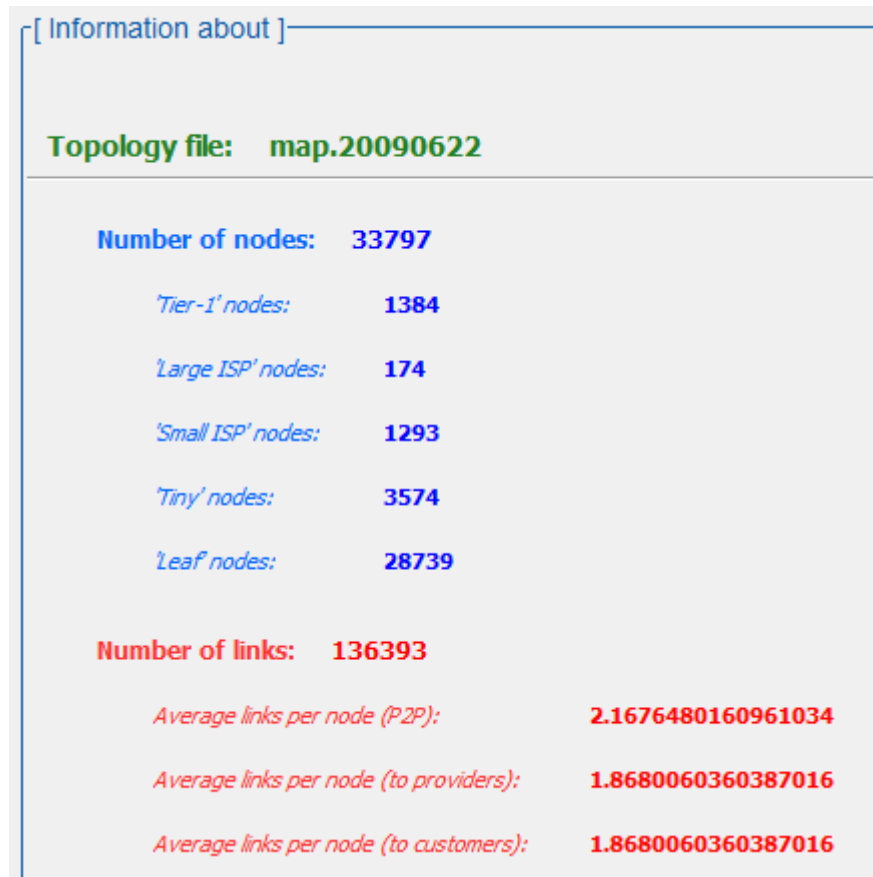 [ Information about ]
Topology file: map.20090622
Number of nodes: 33797
'Tier-1' nodes: 1384
'Large ISP' nodes: 174
'Small ISP' nodes: 1293
'Tiny' nodes: 3574
'Leaf' nodes: 28739
Number of links: 136393
Average links per node (P2P): 2.1676480160961034
Average links per node (to providers): 1.8680060360387016
Average links per node (to customers): 1.8680060360387016